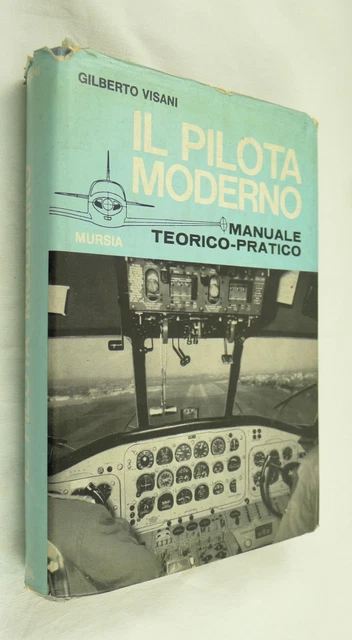 GILBERTO VISANI
IL PILOTA
MODERNO
MANUALE
TEORICO-PRATICO
MURSIA